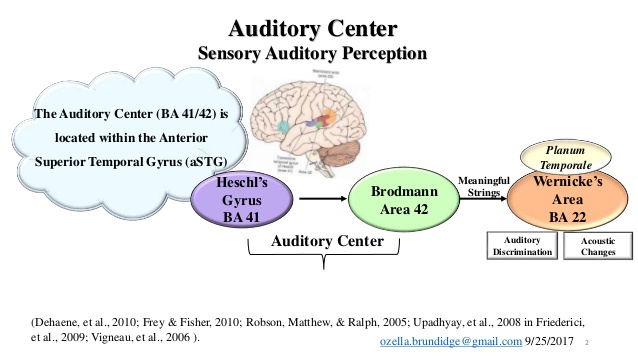 Auditory Center
Sensory Auditory Perception
The Auditory Center (BA 41/42) is
located within the Anterior
Superior Temporal Gyrus (aSTG)
Heschl's
Gyrus
BA 41
Brodmann
Area 42
Meaningful
Strings
Planum
Temporale
Wernicke's
Area
BA 22
Auditory Center
Auditory
Discrimination
Acoustic
Changes
(Dehaene, et al., 2010; Frey & Fisher, 2010; Robson, Matthew, & Ralph, 2005; Upadhyay, et al., 2008 in Friederici,
et al., 2009; Vigneau, et al., 2006 ).
ozella.brundidge@gmail.com 9/25/2017 2